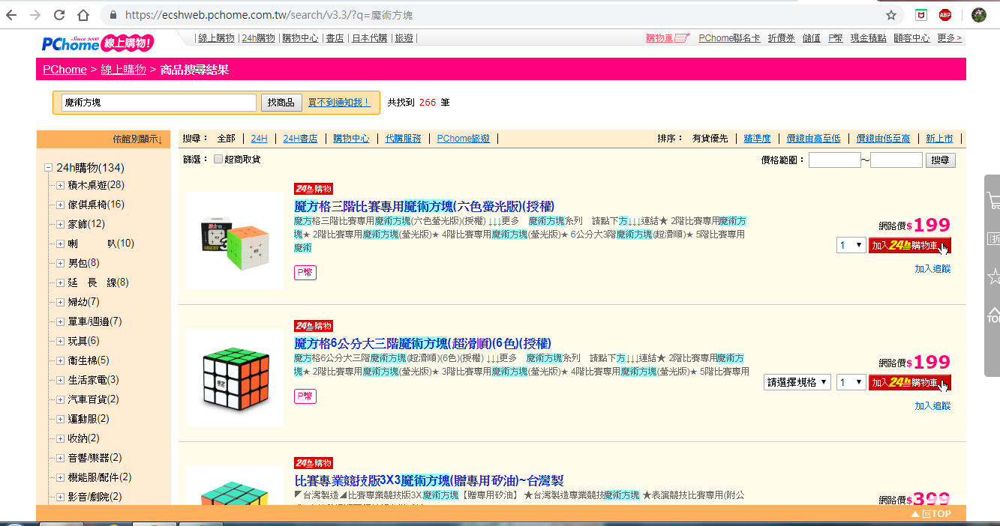 https://ecshweb.pchome.com.tw/search/v3.3/?q=魔術方塊
ABP
Since 2000
PChome 線上購物!
| 線上購物 | 24h購物 | 購物中心 | 書店 | 日本代購 | 旅遊 |
購物車 PChome聯名卡 折價券 儲值 P幣 現金積點 顧客中心 更多>
PChome > 線上購物 > 商品搜尋結果
魔術方塊 找商品 買不到通知我! 共找到 266 筆
依館別顯示↓
搜尋： 全部 | 24H | 24H書店 | 購物中心 | 代購服務 | PChome旅遊 |
排序： 有貨優先 | 精準度 | 價錢由高至低 | 價錢由低至高 | 新上市 |
篩選： 超商取貨
價格範圍： ～ 搜尋
24h購物(134)
積木桌遊(28)
傢俱桌椅(16)
家飾(12)
喇　　叭(10)
男包(8)
延　長　線(8)
婦幼(7)
單車/週邊(7)
玩具(6)
衛生棉(5)
生活家電(3)
汽車百貨(2)
運動服(2)
收納(2)
音響/樂器(2)
機能服/配件(2)
影音/劇院(2)
24h購物
魔方格三階比賽專用魔術方塊(六色螢光版)(授權)
魔方格三階比賽專用魔術方塊(六色螢光版)(授權) ↓↓↓更多　魔術方塊系列　請點下方↓↓↓連結★ 2階比賽專用魔術方
塊★ 2階比賽專用魔術方塊(螢光版)★ 4階比賽專用魔術方塊(螢光版)★ 6公分大3階魔術方塊(超滑順)★ 5階比賽專用
魔術
P幣
網路價$199
1 加入24h購物車
加入追蹤
24h購物
魔方格6公分大三階魔術方塊(超滑順)(6色)(授權)
魔方格6公分大三階魔術方塊(超滑順)(6色)(授權) ↓↓↓更多　魔術方塊系列　請點下方↓↓↓連結★ 2階比賽專用魔術方
塊★ 2階比賽專用魔術方塊(螢光版)★ 3階比賽專用魔術方塊(螢光版)★ 4階比賽專用魔術方塊(螢光版)★ 5階比賽專用
P幣
網路價$199
請選擇規格 1 加入24h購物車
加入追蹤
24h購物
比賽專業競技版3X3魔術方塊(贈專用矽油)~台灣製
◤台灣製造◢比賽專業競技版3X魔術方塊【贈專用矽油】 ★台灣製造專業競技魔術方塊 ★表演競技比賽專用(附公
網路價$399
▲回TOP
折
TOP